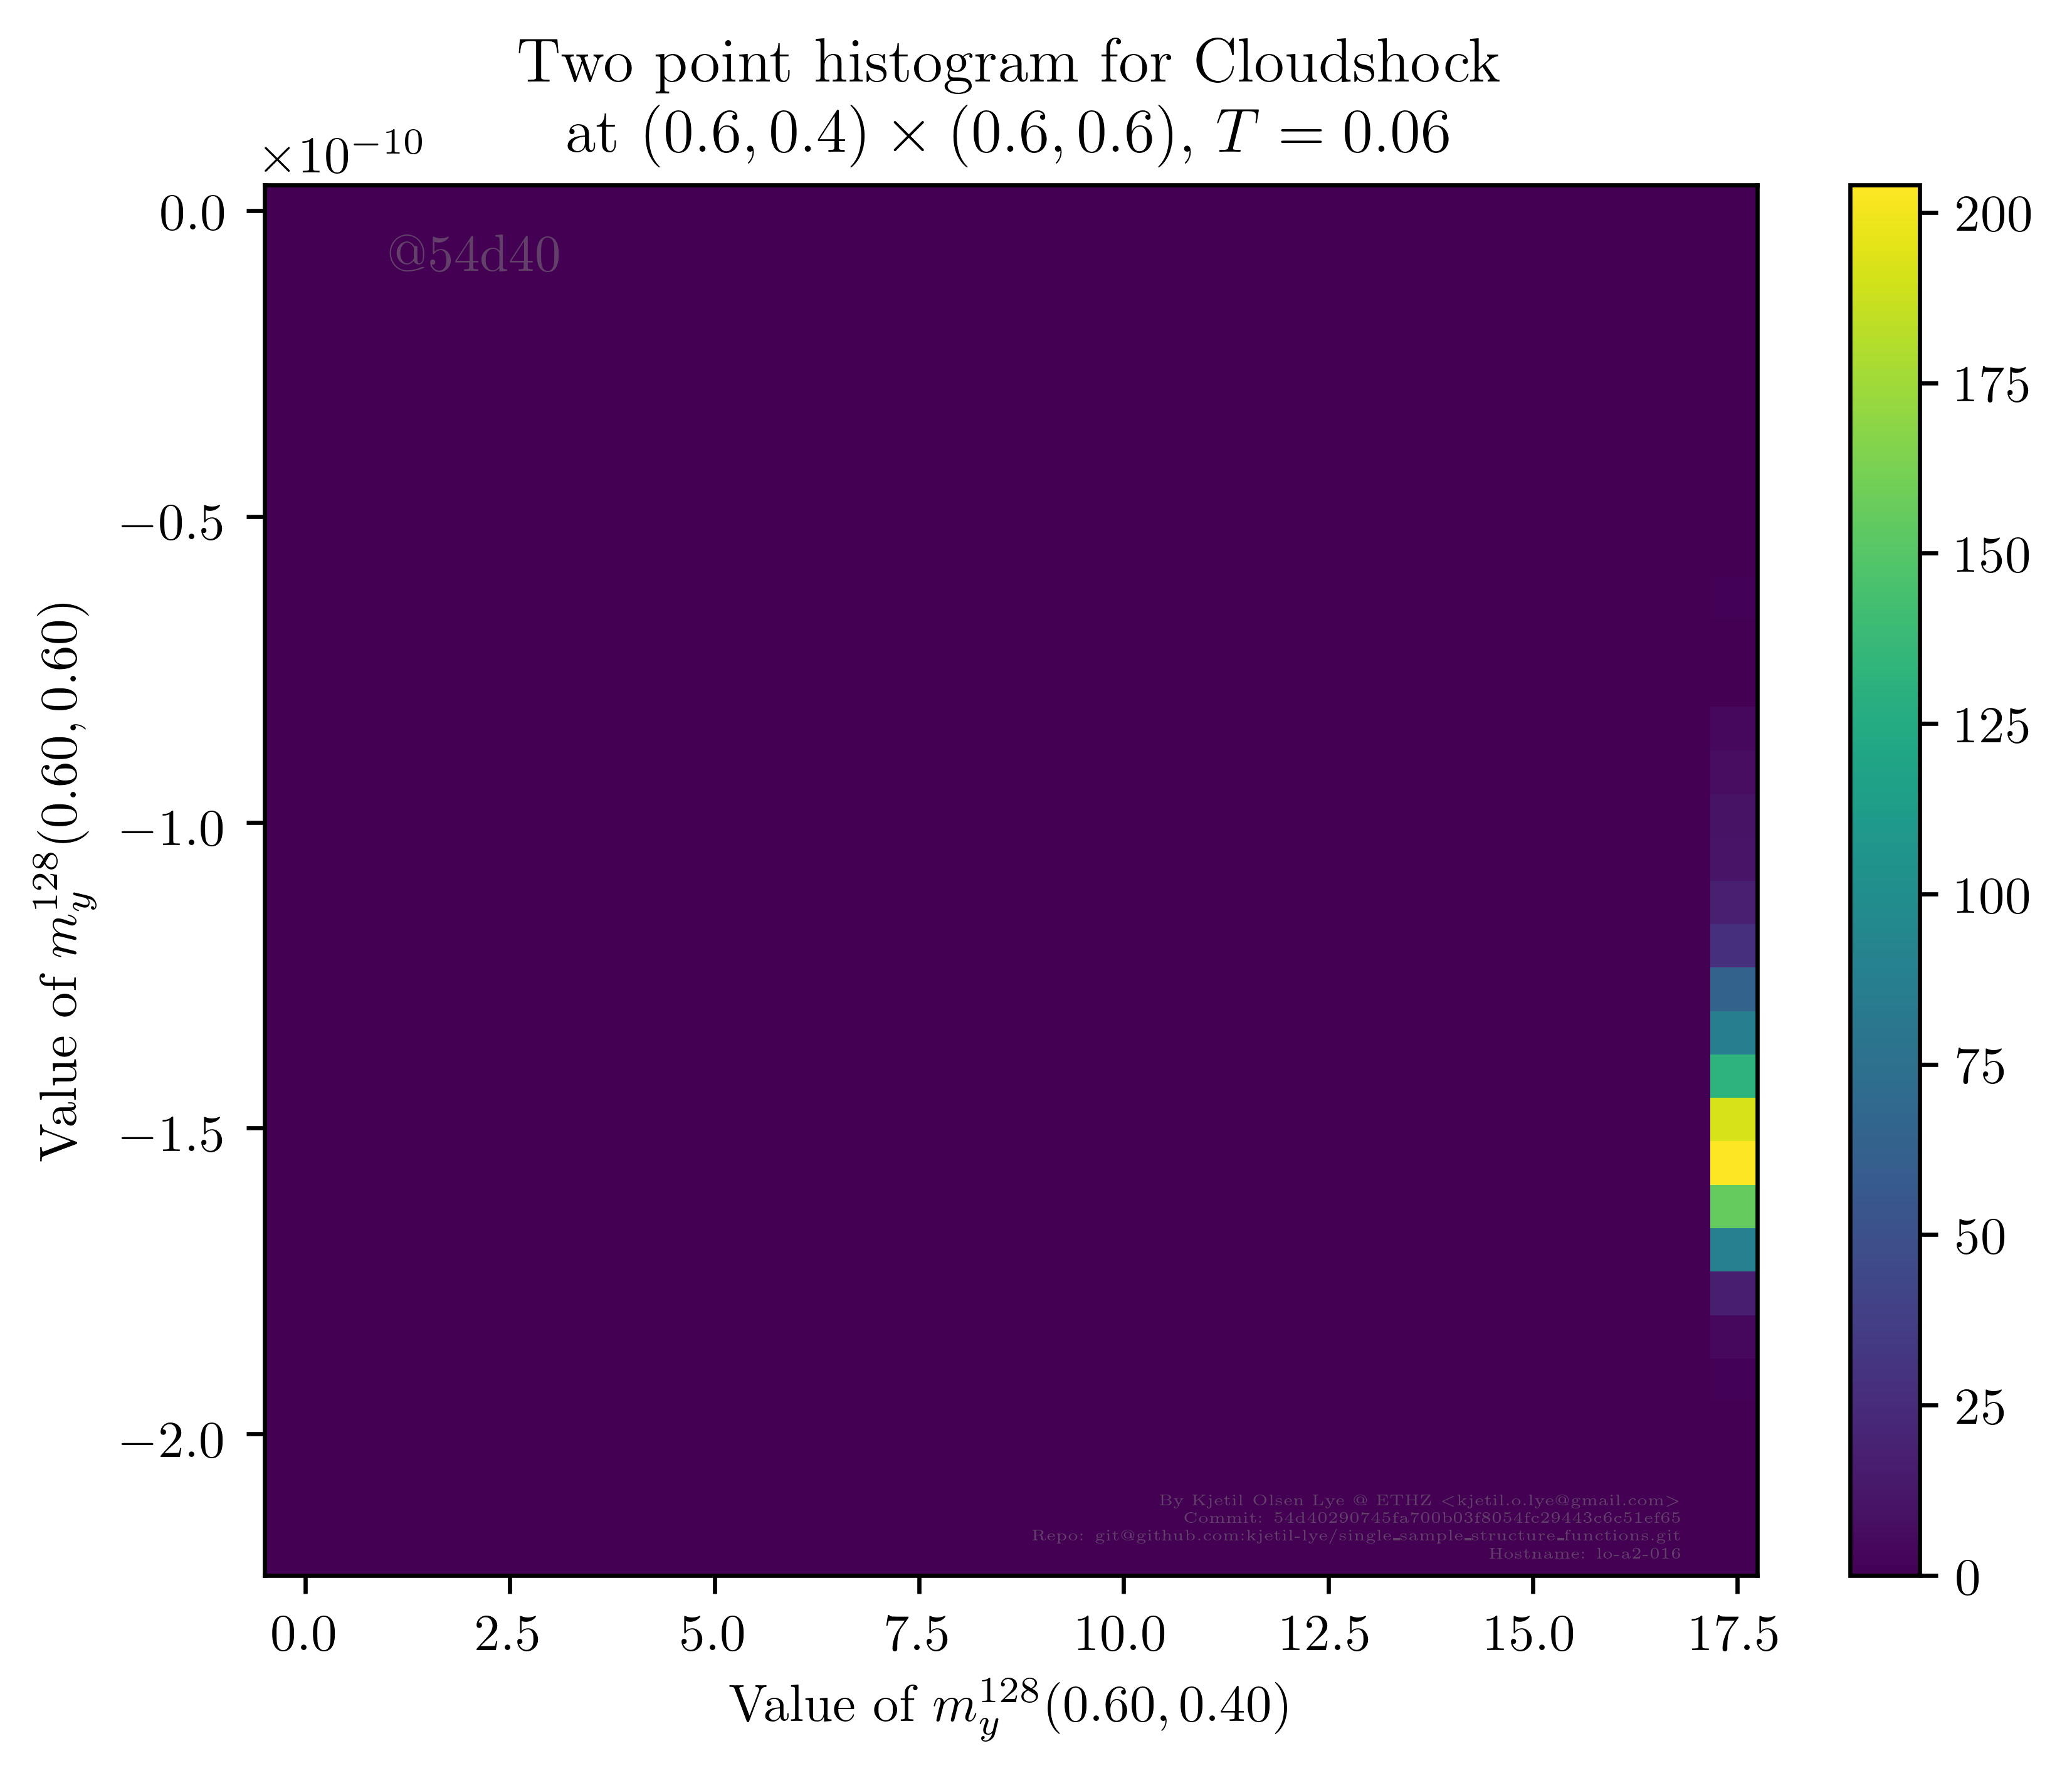 Two point histogram for Cloudshock
at (0.6, 0.4) × (0.6, 0.6), T = 0.06
×10⁻¹⁰
0.0
−0.5
−1.0
−1.5
−2.0
Value of m_y^128(0.60, 0.60)
©54d40
By Kjetil Olsen Lye @ ETHZ <kjetil.o.lye@gmail.com>
Commit: 54d40290745fa700b03f8054fc29443c6c51ef65
Repo: git@github.com:kjetil-lye/single_sample_structure_functions.git
Hostname: lo-a2-016
0.0 2.5 5.0 7.5 10.0 12.5 15.0 17.5
Value of m_y^128(0.60, 0.40)
200
175
150
125
100
75
50
25
0